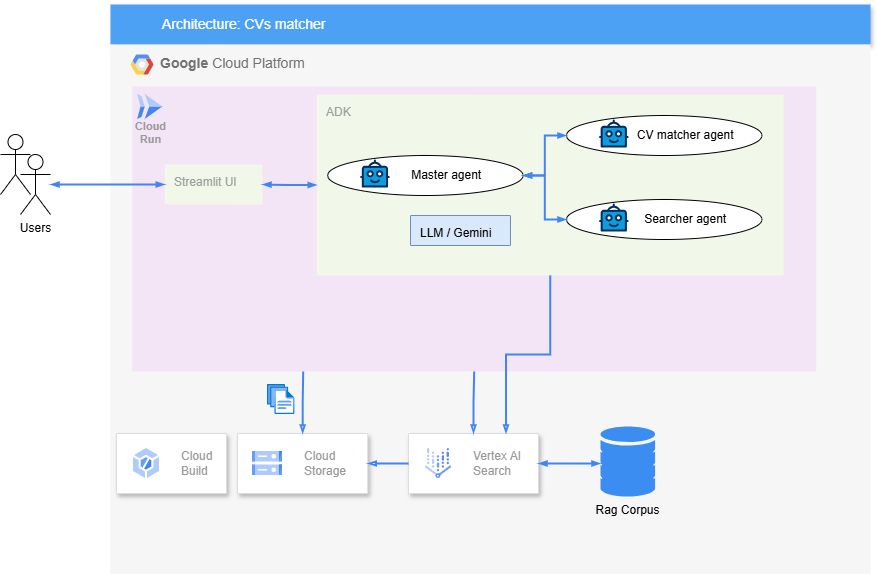 Architecture: CVs matcher
Google Cloud Platform
Cloud
Run
ADK
CV matcher agent
Master agent
Streamlit UI
Searcher agent
LLM / Gemini
Users
Cloud
Build
Cloud
Storage
Vertex AI
Search
Rag Corpus